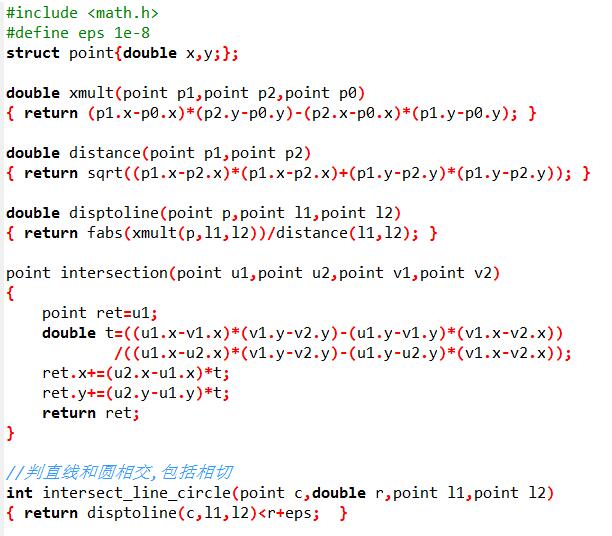 #include <math.h>
#define eps 1e-8
struct point{double x,y;};
double xmult(point p1,point p2,point p0)
{ return (p1.x-p0.x)*(p2.y-p0.y)-(p2.x-p0.x)*(p1.y-p0.y); }
double distance(point p1,point p2)
{ return sqrt((p1.x-p2.x)*(p1.x-p2.x)+(p1.y-p2.y)*(p1.y-p2.y)); }
double disptoline(point p,point l1,point l2)
{ return fabs(xmult(p,l1,l2))/distance(l1,l2); }
point intersection(point u1,point u2,point v1,point v2)
{
    point ret=u1;
    double t=((u1.x-v1.x)*(v1.y-v2.y)-(u1.y-v1.y)*(v1.x-v2.x))
            /((u1.x-u2.x)*(v1.y-v2.y)-(u1.y-u2.y)*(v1.x-v2.x));
    ret.x+=(u2.x-u1.x)*t;
    ret.y+=(u2.y-u1.y)*t;
    return ret;
}
//判直线和圆相交,包括相切
int intersect_line_circle(point c,double r,point l1,point l2)
{ return disptoline(c,l1,l2)<r+eps;  }